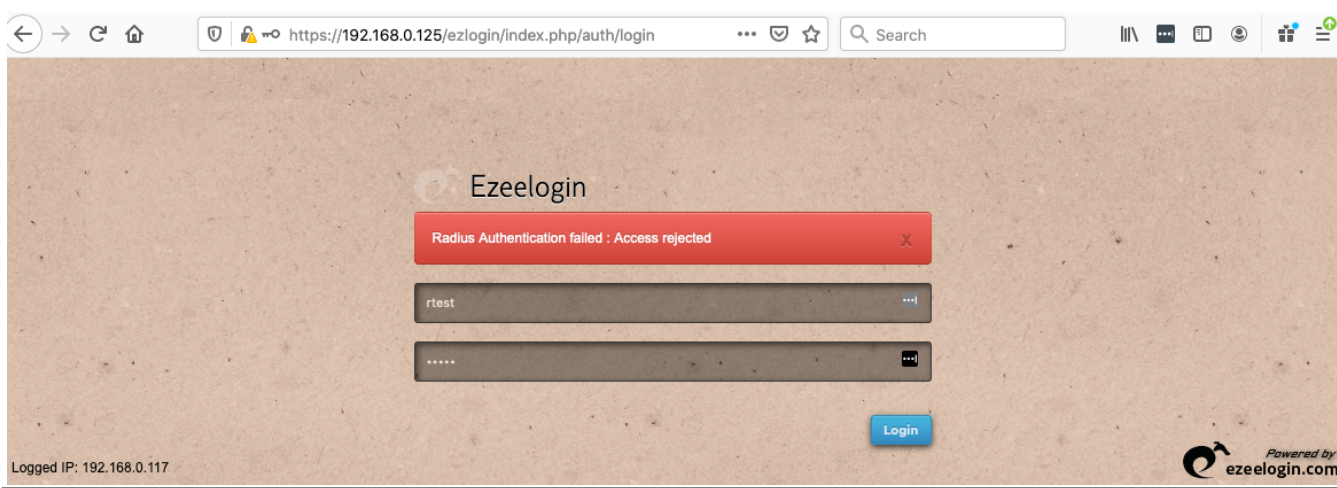 https://192.168.0.125/ezlogin/index.php/auth/login
Search
Ezeelogin
Radius Authentication failed : Access rejected
X
rtest
•••••
Login
Logged IP: 192.168.0.117
Powered by
ezeelogin.com